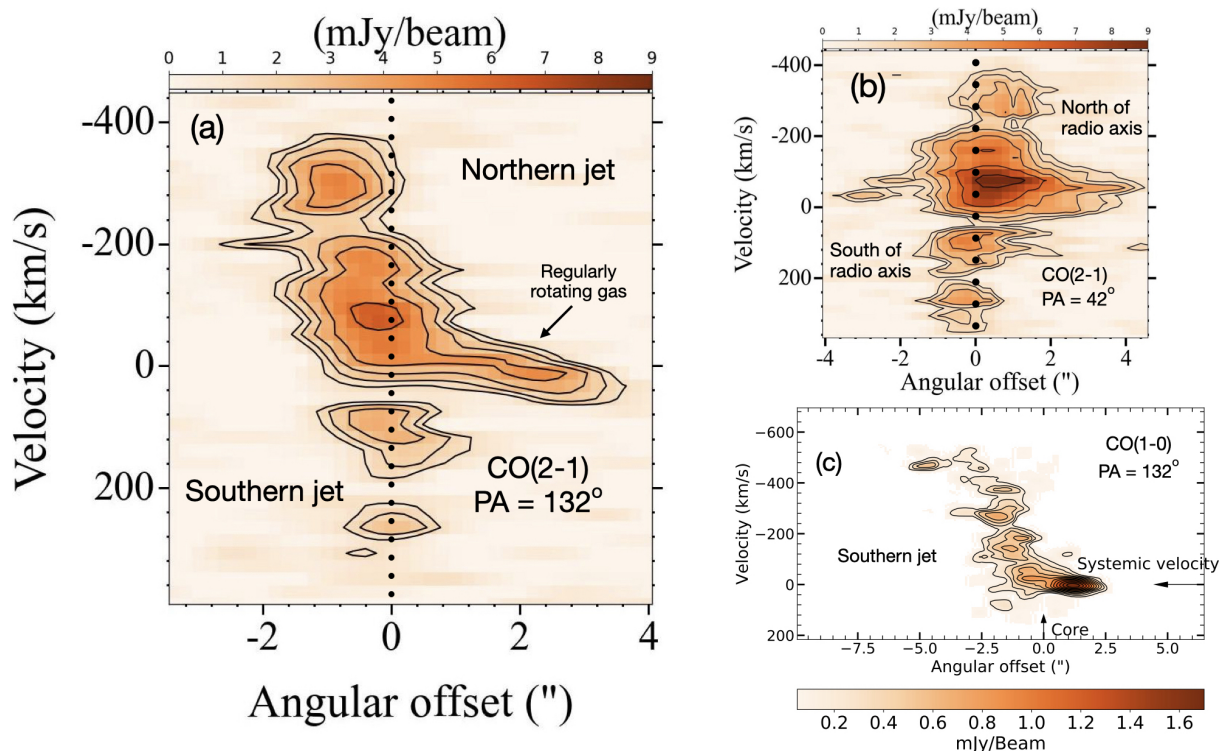 (mJy/beam)
0 1 2 3 4 5 6 7 8 9
(a)
Northern jet
Regularly
rotating gas
Southern jet
CO(2-1)
PA = 132°
-400
-200
0
200
Velocity (km/s)
-2 0 2 4
Angular offset (")
(mJy/beam)
0 1 2 3 4 5 6 7 8 9
(b)
North of
radio axis
South of
radio axis
CO(2-1)
PA = 42°
-400
-200
0
200
Velocity (km/s)
-4 -2 0 2 4
Angular offset (")
(c)
CO(1-0)
PA = 132°
Southern jet
Systemic velocity
Core
−600
−400
−200
0
200
Velocity (km/s)
−7.5 −5.0 −2.5 0.0 2.5 5.0
Angular offset (")
0.2 0.4 0.6 0.8 1.0 1.2 1.4 1.6
mJy/Beam